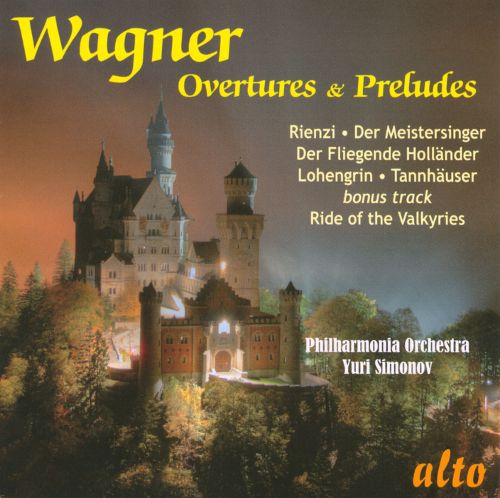 Wagner
Overtures & Preludes
Rienzi • Der Meistersinger
Der Fliegende Holländer
Lohengrin • Tannhäuser
bonus track
Ride of the Valkyries
Philharmonia Orchestra
Yuri Simonov
alto